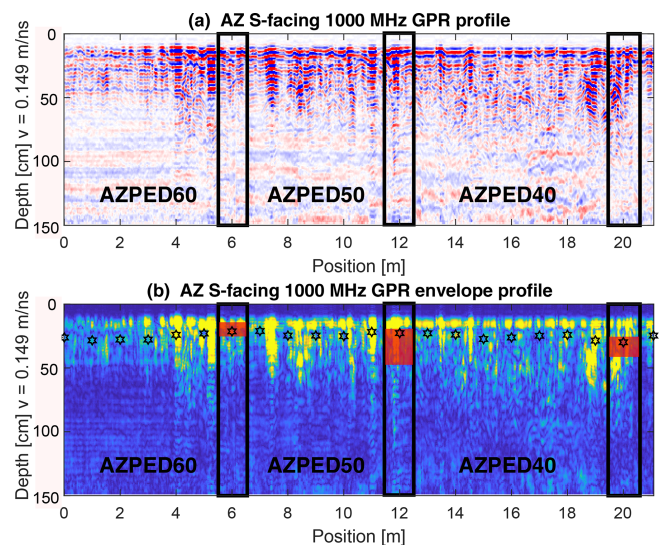 (a) AZ S-facing 1000 MHz GPR profile
Depth [cm] v = 0.149 m/ns
0
50
100
150
AZPED60 AZPED50 AZPED40
0 2 4 6 8 10 12 14 16 18 20
Position [m]
(b) AZ S-facing 1000 MHz GPR envelope profile
Depth [cm] v = 0.149 m/ns
0
50
100
150
AZPED60 AZPED50 AZPED40
0 2 4 6 8 10 12 14 16 18 20
Position [m]